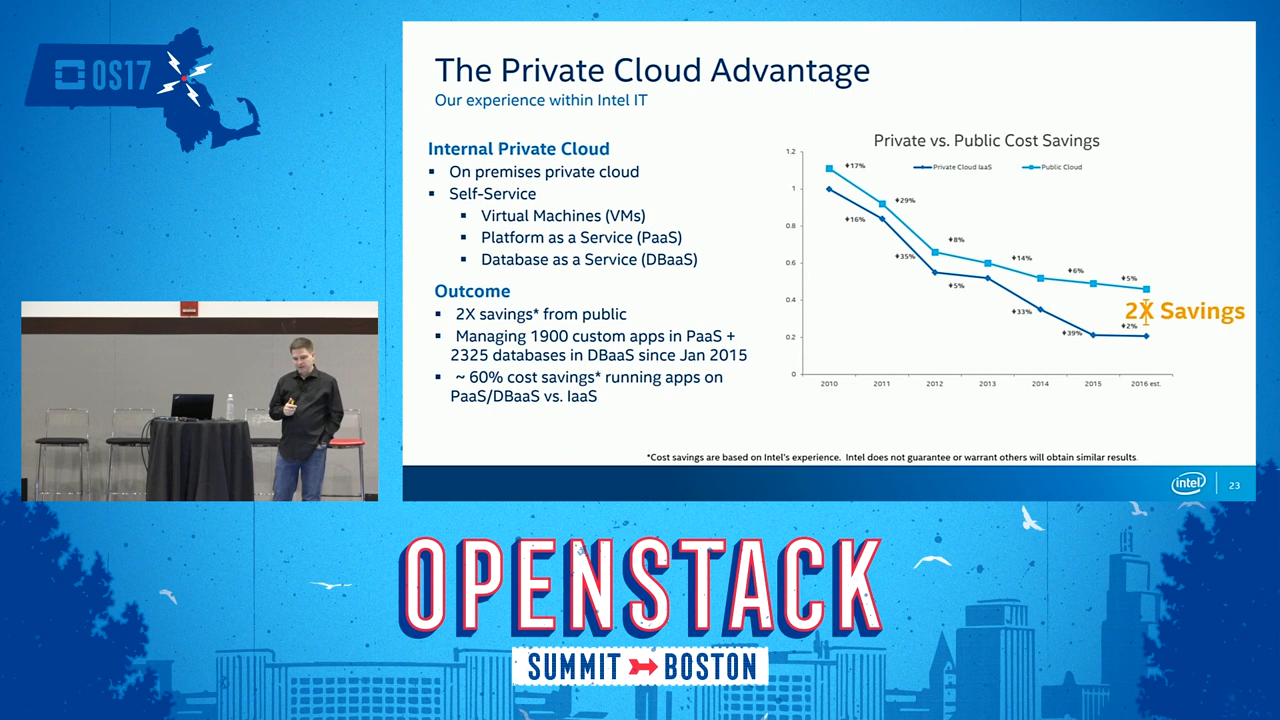 OS17
The Private Cloud Advantage
Our experience within Intel IT
Internal Private Cloud
▪ On premises private cloud
▪ Self-Service
▪ Virtual Machines (VMs)
▪ Platform as a Service (PaaS)
▪ Database as a Service (DBaaS)
Outcome
▪ 2X savings* from public
▪ Managing 1900 custom apps in PaaS +
2325 databases in DBaaS since Jan 2015
▪ ~ 60% cost savings* running apps on
PaaS/DBaaS vs. IaaS
Private vs. Public Cost Savings
Private Cloud IaaS
Public Cloud
1.2
1
0.8
0.6
0.4
0.2
0
17%
29%
8%
14%
6%
5%
16%
35%
5%
33%
39%
2%
2X Savings
2010 2011 2012 2013 2014 2015 2016 est.
*Cost savings are based on Intel's experience. Intel does not guarantee or warrant others will obtain similar results.
intel
23
OPENSTACK
SUMMIT BOSTON